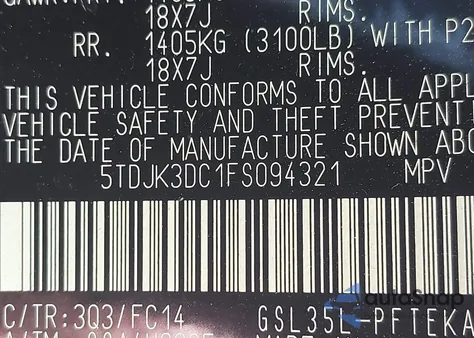 18X7J RIMS.
RR. 1405KG (3100LB) WITH P2
18X7J RIMS.
THIS VEHICLE CONFORMS TO ALL APPL
VEHICLE SAFETY AND THEFT PREVENT
THE DATE OF MANUFACTURE SHOWN ABO
5TDJK3DC1FS094321 MPV
C/TR:3Q3/FC14 GSL35L-PFTEKA
autoSnap